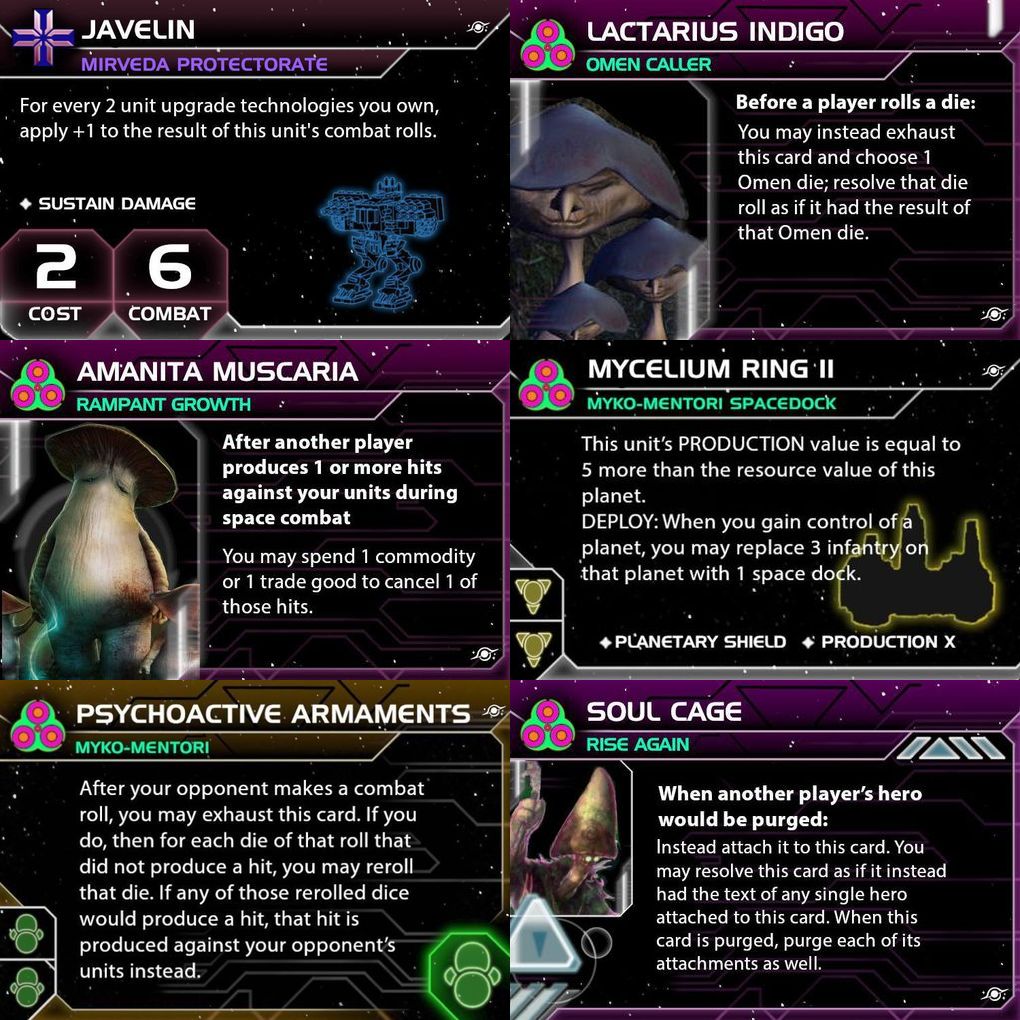 JAVELIN
MIRVEDA PROTECTORATE
For every 2 unit upgrade technologies you own,
apply +1 to the result of this unit's combat rolls.
SUSTAIN DAMAGE
2
COST
6
COMBAT
LACTARIUS INDIGO
OMEN CALLER
Before a player rolls a die:
You may instead exhaust
this card and choose 1
Omen die; resolve that die
roll as if it had the result of
that Omen die.
AMANITA MUSCARIA
RAMPANT GROWTH
After another player
produces 1 or more hits
against your units during
space combat
You may spend 1 commodity
or 1 trade good to cancel 1 of
those hits.
MYCELIUM RING II
MYKO-MENTORI SPACEDOCK
This unit's PRODUCTION value is equal to
5 more than the resource value of this
planet.
DEPLOY: When you gain control of a
planet, you may replace 3 infantry on
that planet with 1 space dock.
PLANETARY SHIELD
PRODUCTION X
PSYCHOACTIVE ARMAMENTS
MYKO-MENTORI
After your opponent makes a combat
roll, you may exhaust this card. If you
do, then for each die of that roll that
did not produce a hit, you may reroll
that die. If any of those rerolled dice
would produce a hit, that hit is
produced against your opponent's
units instead.
SOUL CAGE
RISE AGAIN
When another player's hero
would be purged:
Instead attach it to this card. You
may resolve this card as if it instead
had the text of any single hero
attached to this card. When this
card is purged, purge each of its
attachments as well.